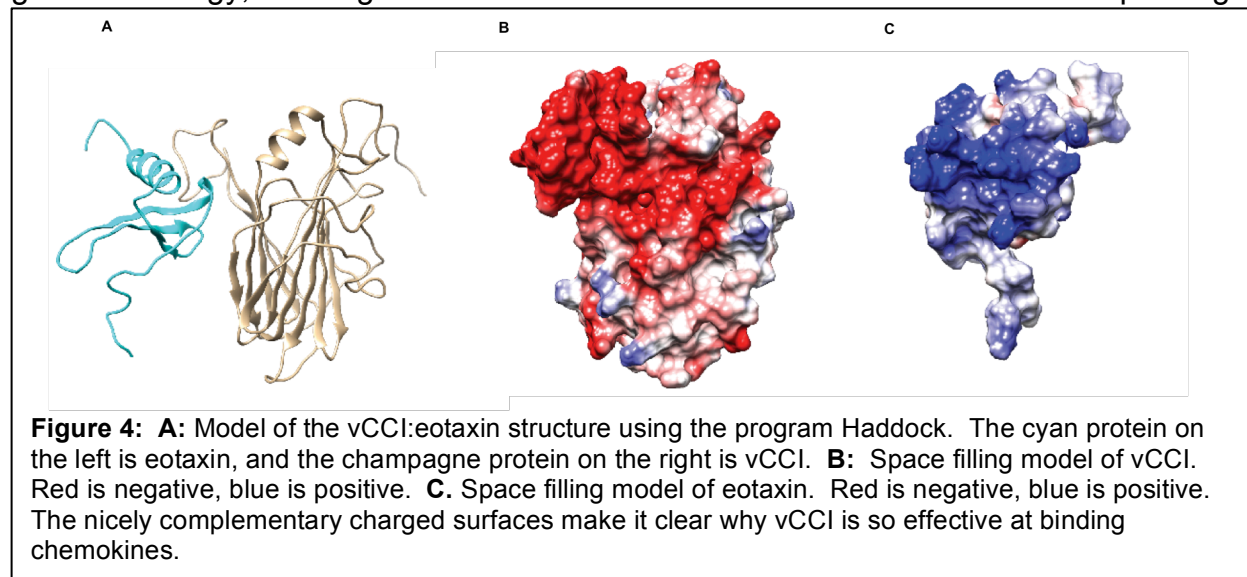 A B C
Figure 4: A: Model of the vCCI:eotaxin structure using the program Haddock. The cyan protein on
the left is eotaxin, and the champagne protein on the right is vCCI. B: Space filling model of vCCI.
Red is negative, blue is positive. C. Space filling model of eotaxin. Red is negative, blue is positive.
The nicely complementary charged surfaces make it clear why vCCI is so effective at binding
chemokines.